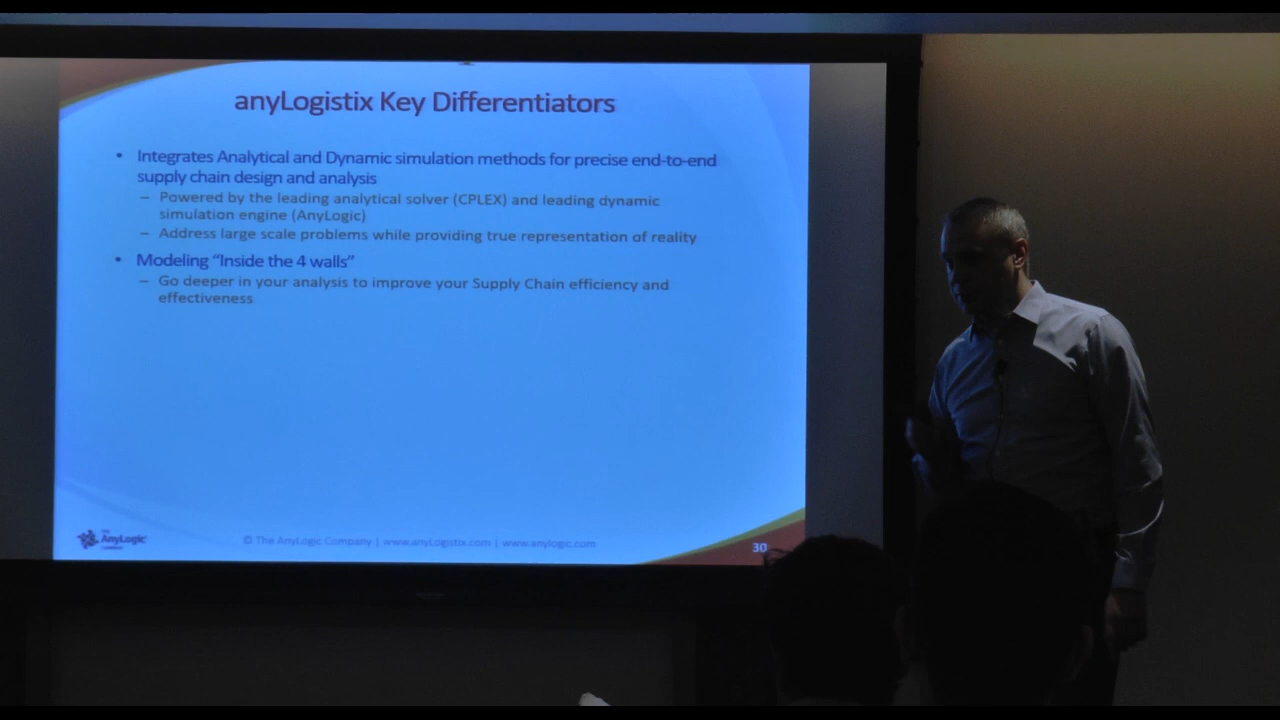 anyLogistix Key Differentiators
• Integrates Analytical and Dynamic simulation methods for precise end-to-end
supply chain design and analysis
– Powered by the leading analytical solver (CPLEX) and leading dynamic
simulation engine (AnyLogic)
– Address large scale problems while providing true representation of reality
• Modeling “Inside the 4 walls”
– Go deeper in your analysis to improve your Supply Chain efficiency and
effectiveness
THE
AnyLogic
COMPANY
© The AnyLogic Company | www.anyLogistix.com | www.anylogic.com
30